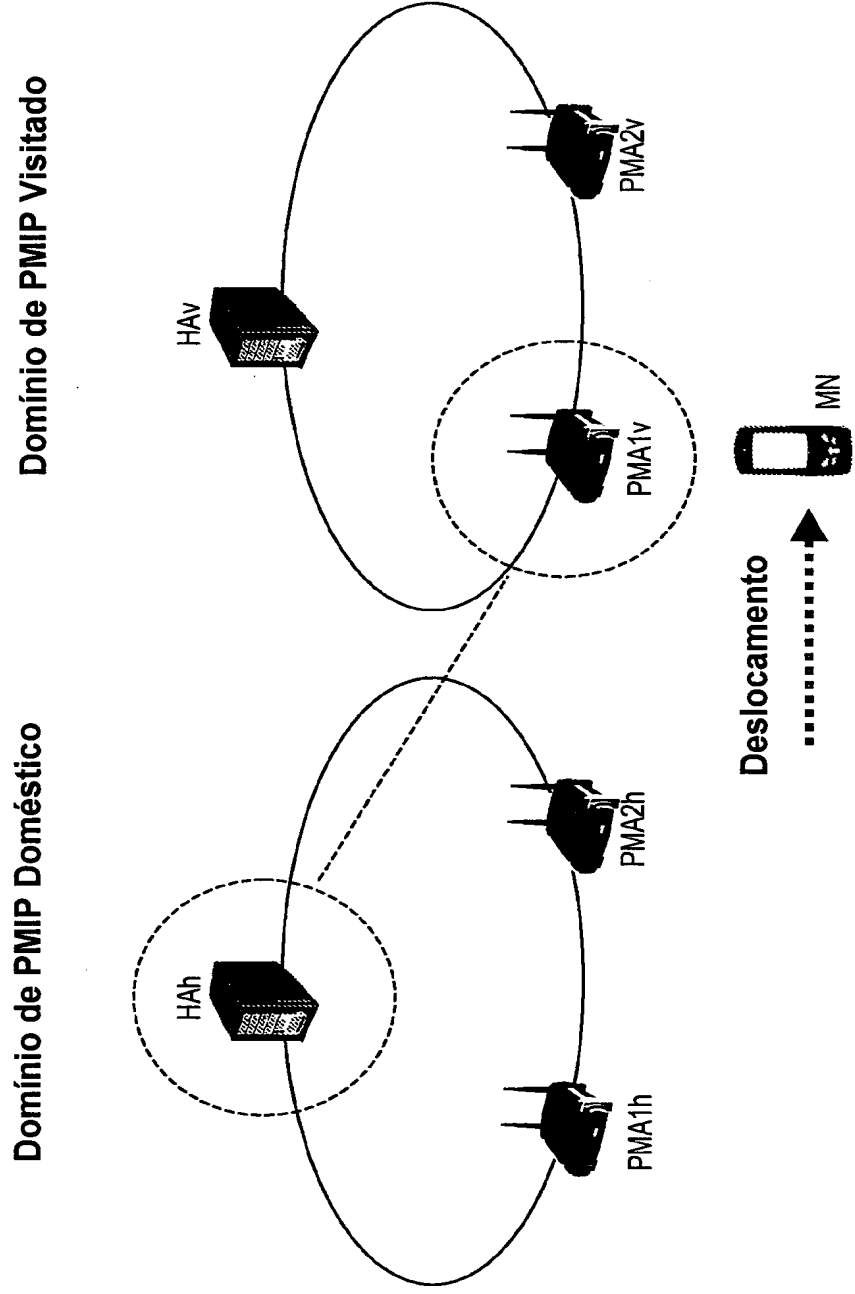 Domínio de PMIP Doméstico
Domínio de PMIP Visitado
HAh
HAv
PMA1h
PMA2h
PMA1v
PMA2v
Deslocamento
MN